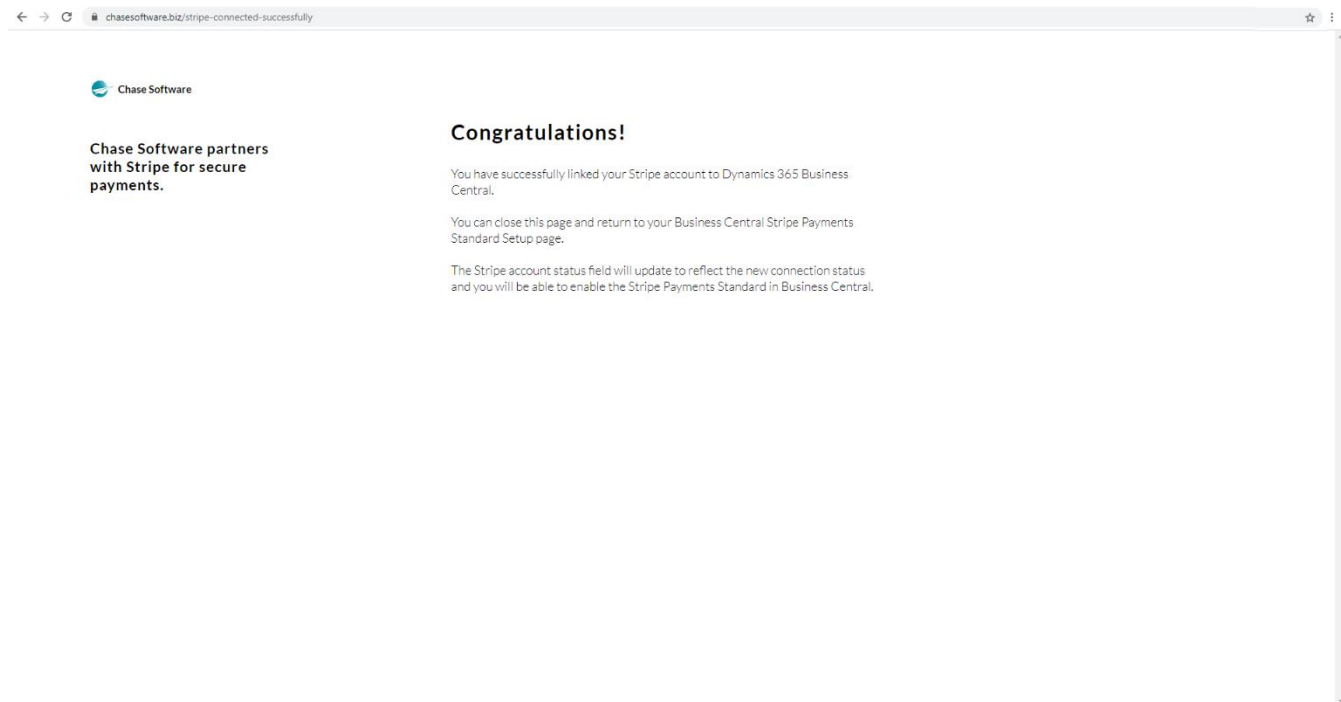 chasesoftware.biz/stripe-connected-successfully
Chase Software
Chase Software partners
with Stripe for secure
payments.
Congratulations!
You have successfully linked your Stripe account to Dynamics 365 Business
Central.
You can close this page and return to your Business Central Stripe Payments
Standard Setup page.
The Stripe account status field will update to reflect the new connection status
and you will be able to enable the Stripe Payments Standard in Business Central.